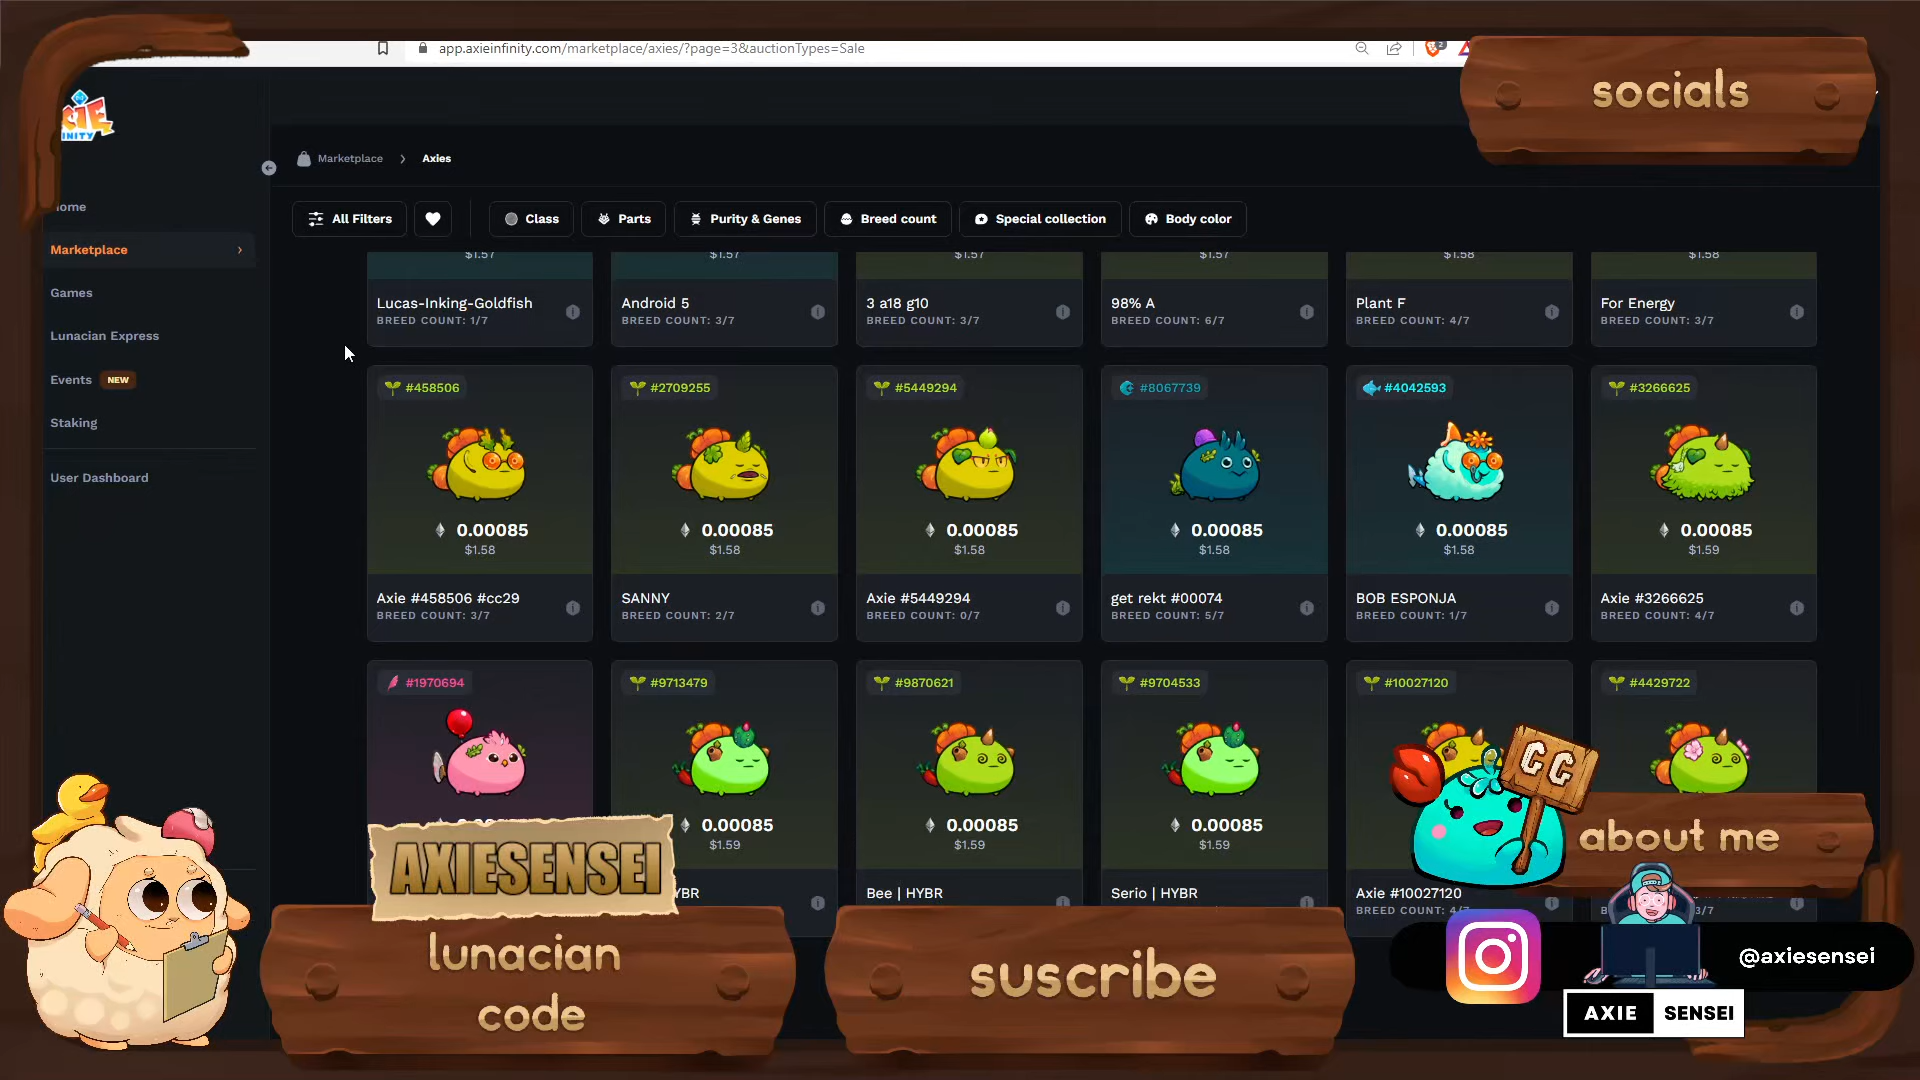 app.axieinfinity.com/marketplace/axies/?page=3&auctionTypes=Sale
2
socials
Marketplace
Axies
Marketplace
Games
Lunacian Express
Events NEW
Staking
User Dashboard
All Filters
Class
Parts
Purity & Genes
Breed count
Special collection
Body color
$1.57 $1.57 $1.57 $1.57 $1.58 $1.58
Lucas-Inking-Goldfish Android 5 3 a18 g10 98% A Plant F For Energy
BREED COUNT: 1/7 BREED COUNT: 3/7 BREED COUNT: 3/7 BREED COUNT: 6/7 BREED COUNT: 4/7 BREED COUNT: 3/7
#458506 #2709255 #5449294 #8067739 #4042593 #3266625
0.00085 0.00085 0.00085 0.00085 0.00085 0.00085
$1.58 $1.58 $1.58 $1.58 $1.58 $1.59
Axie #458506 #cc29 SANNY Axie #5449294 get rekt #00074 BOB ESPONJA Axie #3266625
BREED COUNT: 3/7 BREED COUNT: 2/7 BREED COUNT: 0/7 BREED COUNT: 5/7 BREED COUNT: 1/7 BREED COUNT: 4/7
#1970694 #9713479 #9870621 #9704533 #10027120 #4429722
CC
0.00085 0.00085 0.00085
$1.59 $1.59 $1.59
Bee | HYBR Serio | HYBR Axie #10027120
BREED COUNT: 4/7
AXIESENSEI
about me
lunacian
code
suscribe
@axiesensei
AXIE SENSEI